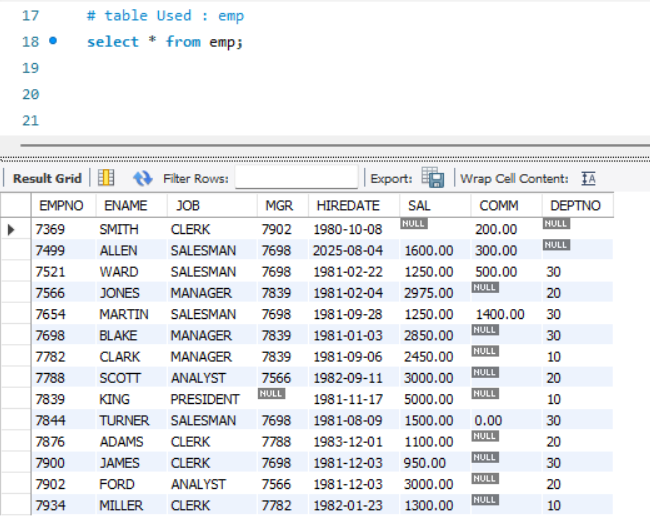 17 # table Used : emp
18 select * from emp;
19
20
21
Result Grid Filter Rows: Export: Wrap Cell Content: IA
EMPNO ENAME JOB MGR HIREDATE SAL COMM DEPTNO
7369 SMITH CLERK 7902 1980-10-08 NULL 200.00 NULL
7499 ALLEN SALESMAN 7698 2025-08-04 1600.00 300.00 NULL
7521 WARD SALESMAN 7698 1981-02-22 1250.00 500.00 30
7566 JONES MANAGER 7839 1981-02-04 2975.00 NULL 20
7654 MARTIN SALESMAN 7698 1981-09-28 1250.00 1400.00 30
7698 BLAKE MANAGER 7839 1981-01-03 2850.00 NULL 30
7782 CLARK MANAGER 7839 1981-09-06 2450.00 NULL 10
7788 SCOTT ANALYST 7566 1982-09-11 3000.00 NULL 20
7839 KING PRESIDENT NULL 1981-11-17 5000.00 NULL 10
7844 TURNER SALESMAN 7698 1981-08-09 1500.00 0.00 30
7876 ADAMS CLERK 7788 1983-12-01 1100.00 NULL 20
7900 JAMES CLERK 7698 1981-12-03 950.00 NULL 30
7902 FORD ANALYST 7566 1981-12-03 3000.00 NULL 20
7934 MILLER CLERK 7782 1982-01-23 1300.00 NULL 10